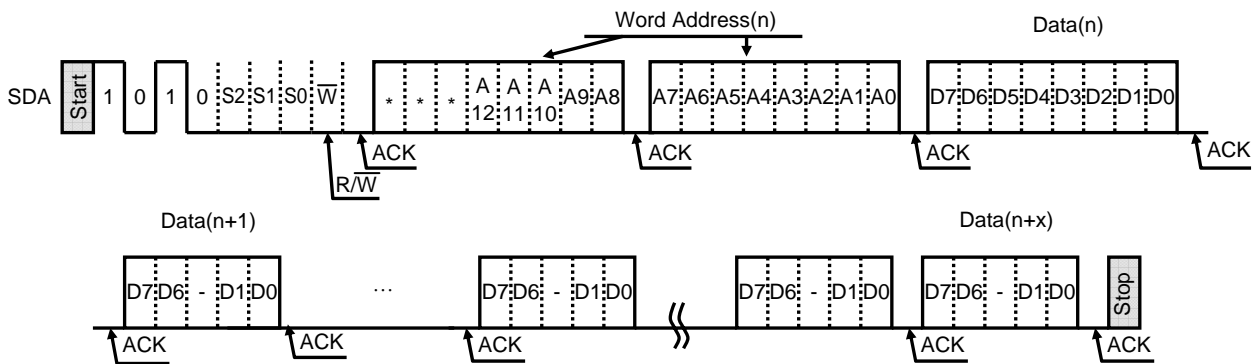 Word Address(n)
Data(n)
SDA Start 1 0 1 0 S2 S1 S0 W̅ * * * A12 A11 A10 A9 A8 A7 A6 A5 A4 A3 A2 A1 A0 D7 D6 D5 D4 D3 D2 D1 D0
ACK ACK ACK ACK
R/W̅
Data(n+1)
Data(n+x)
D7 D6 - D1 D0 ... D7 D6 - D1 D0 D7 D6 - D1 D0 D7 D6 - D1 D0 Stop
ACK ACK ACK ACK ACK